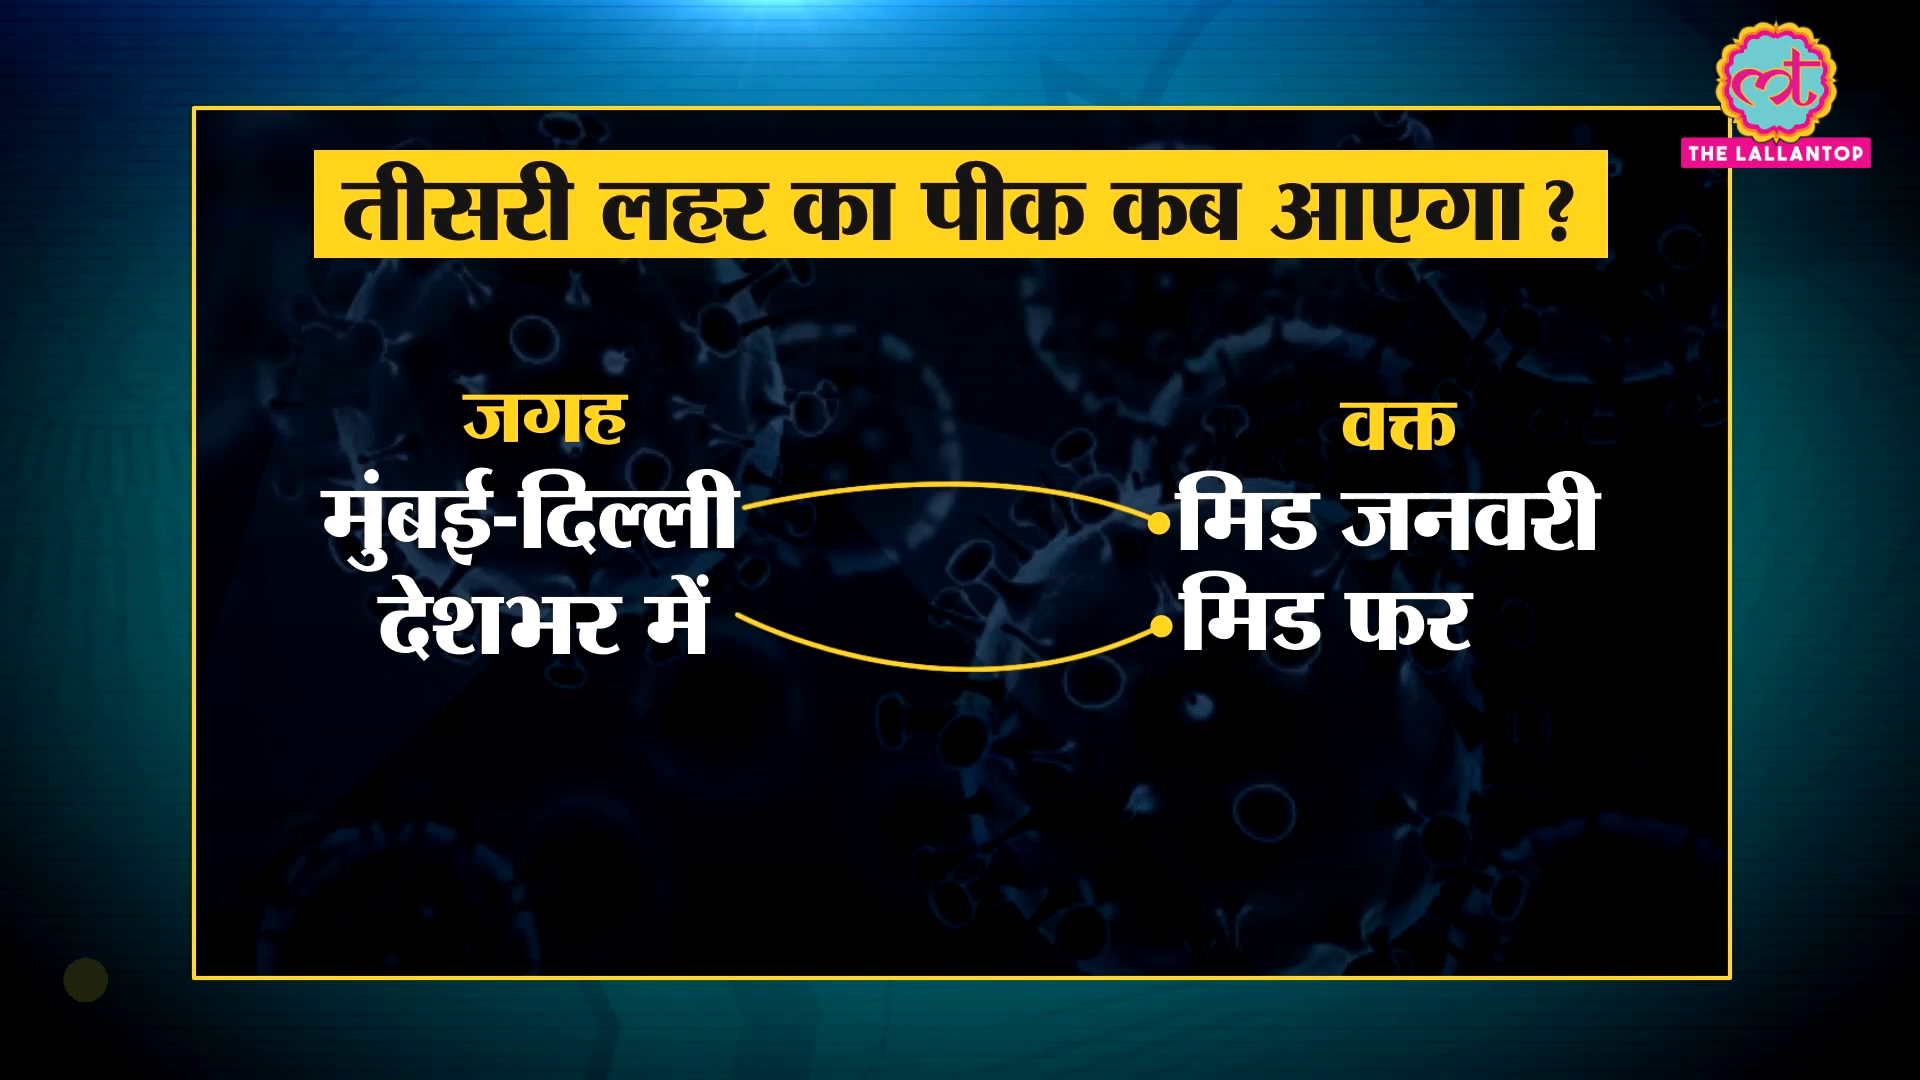 THE LALLANTOP
तीसरी लहर का पीक कब आएगा ?
जगह
वक्त
मुंबई-दिल्ली
मिड जनवरी
देशभर में
मिड फर